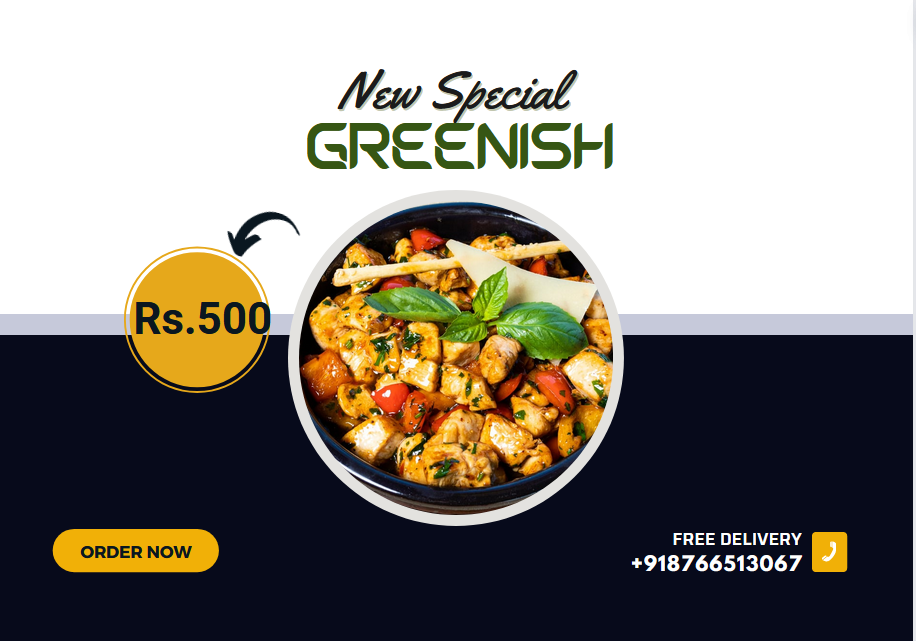 New Special
GREENISH
Rs.500
ORDER NOW
FREE DELIVERY
+918766513067